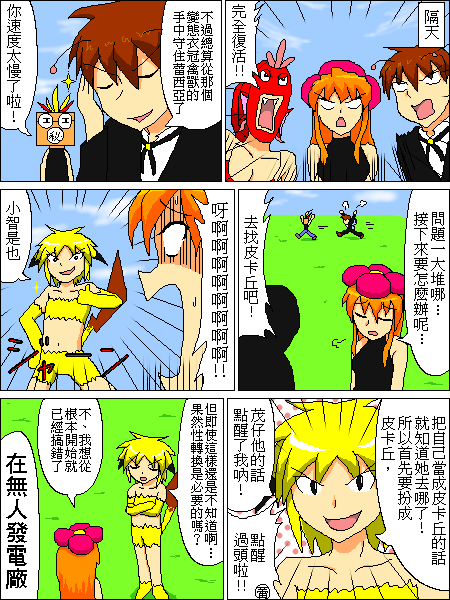 隔天
完全復活!!
不過總算從那個
變態衣冠禽獸的
手中守住蕾西亞了
你速度太慢了啦!
秘
問題一大堆哪…
接下來要怎麼辦呢…
去找皮卡丘吧!
呀啊啊啊啊啊啊啊啊!!
小智是也
把自己當成皮卡丘的話
就知道她去哪了!
所以首先要扮成
皮卡丘,
茂仔他的話
點醒了我吶!
點醒
過頭啦!!
但即使這樣還是不知道啊…
果然性轉換是必要的嗎?
不、我想從
根本開始就
已經搞錯了
在無人發電廠